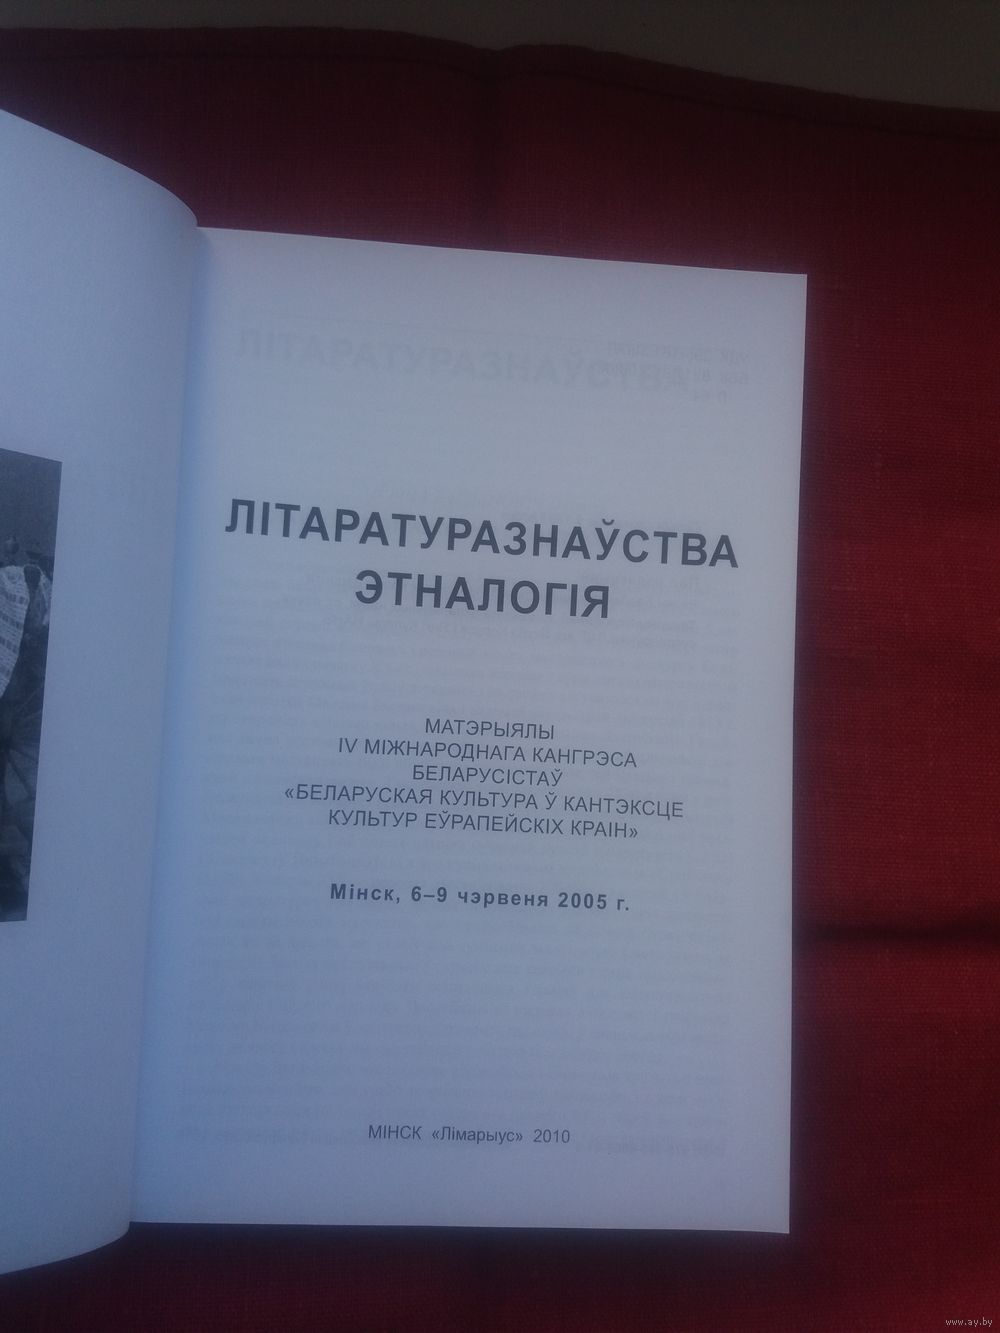 ЛІТАРАТУРАЗНАЎСТВА
ЭТНАЛОГІЯ
МАТЭРЫЯЛЫ
IV МІЖНАРОДНАГА КАНГРЭСА
БЕЛАРУСІСТАЎ
«БЕЛАРУСКАЯ КУЛЬТУРА Ў КАНТЭКСЦЕ
КУЛЬТУР ЕЎРАПЕЙСКІХ КРАІН»
Мінск, 6–9 чэрвеня 2005 г.
МІНСК «Лімарыус» 2010
www.ay.by